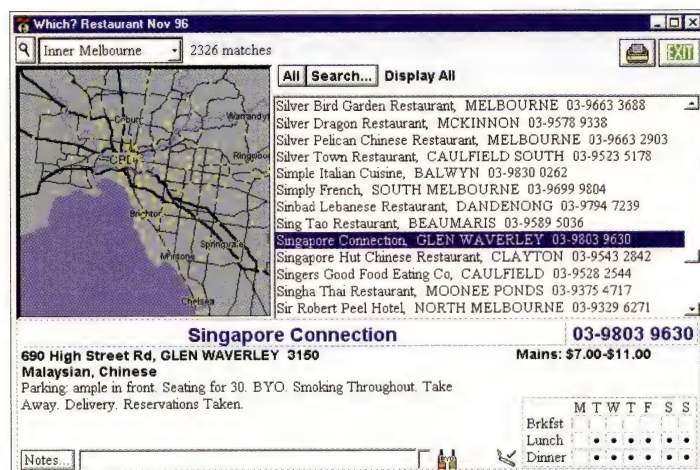 Which? Restaurant Nov 96
Inner Melbourne
2326 matches
EXIT
All Search... Display All
Coburg
Warrandyt
CBD
Ringwood
Brighton
Springvale
Chelsea
Silver Bird Garden Restaurant, MELBOURNE 03-9663 3688
Silver Dragon Restaurant, MCKINNON 03-9578 9338
Silver Pelican Chinese Restaurant, MELBOURNE 03-9663 2903
Silver Town Restaurant, CAULFIELD SOUTH 03-9523 5178
Simple Italian Cuisine, BALWYN 03-9830 0262
Simply French, SOUTH MELBOURNE 03-9699 9804
Sinbad Lebanese Restaurant, DANDENONG 03-9794 7239
Sing Tao Restaurant, BEAUMARIS 03-9589 5036
Singapore Connection, GLEN WAVERLEY 03-9803 9630
Singapore Hut Chinese Restaurant, CLAYTON 03-9543 2842
Singers Good Food Eating Co, CAULFIELD 03-9528 2544
Singha Thai Restaurant, MOONEE PONDS 03-9375 4717
Sir Robert Peel Hotel, NORTH MELBOURNE 03-9329 6271
Singapore Connection 03-9803 9630
690 High Street Rd, GLEN WAVERLEY 3150 Mains: $7.00-$11.00
Malaysian, Chinese
Parking: ample in front. Seating for 30. BYO. Smoking Throughout. Take
Away. Delivery. Reservations Taken.
M T W T F S S
Brkfst
Lunch
Dinner
Notes...
BYO